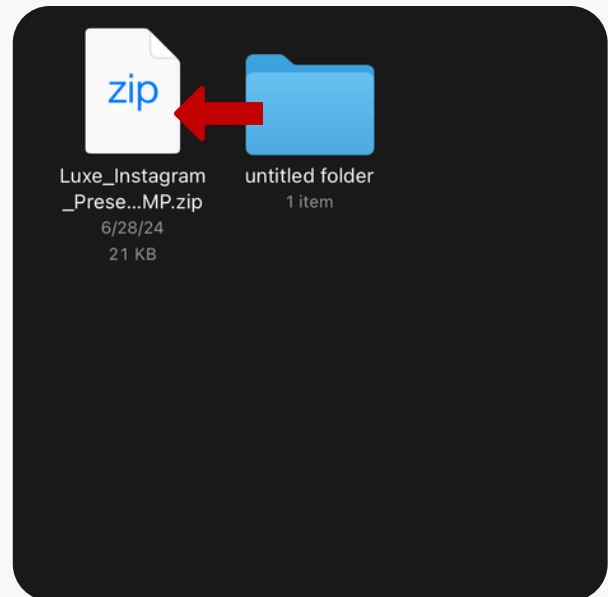 zip
Luxe_Instagram
_Prese...MP.zip
6/28/24
21 KB
untitled folder
1 item